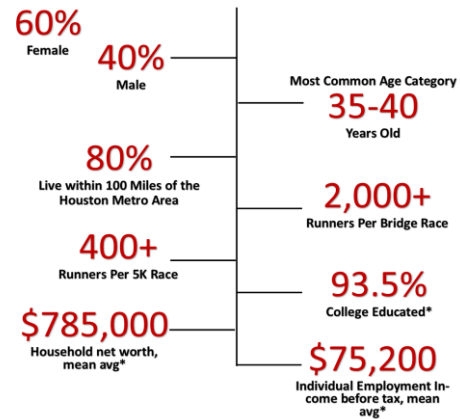 60%
Female
40%
Male
Most Common Age Category
35-40
Years Old
80%
Live within 100 Miles of the
Houston Metro Area
2,000+
Runners Per Bridge Race
400+
Runners Per 5K Race
93.5%
College Educated*
$785,000
Household net worth,
mean avg*
$75,200
Individual Employment In-
come before tax, mean
avg*